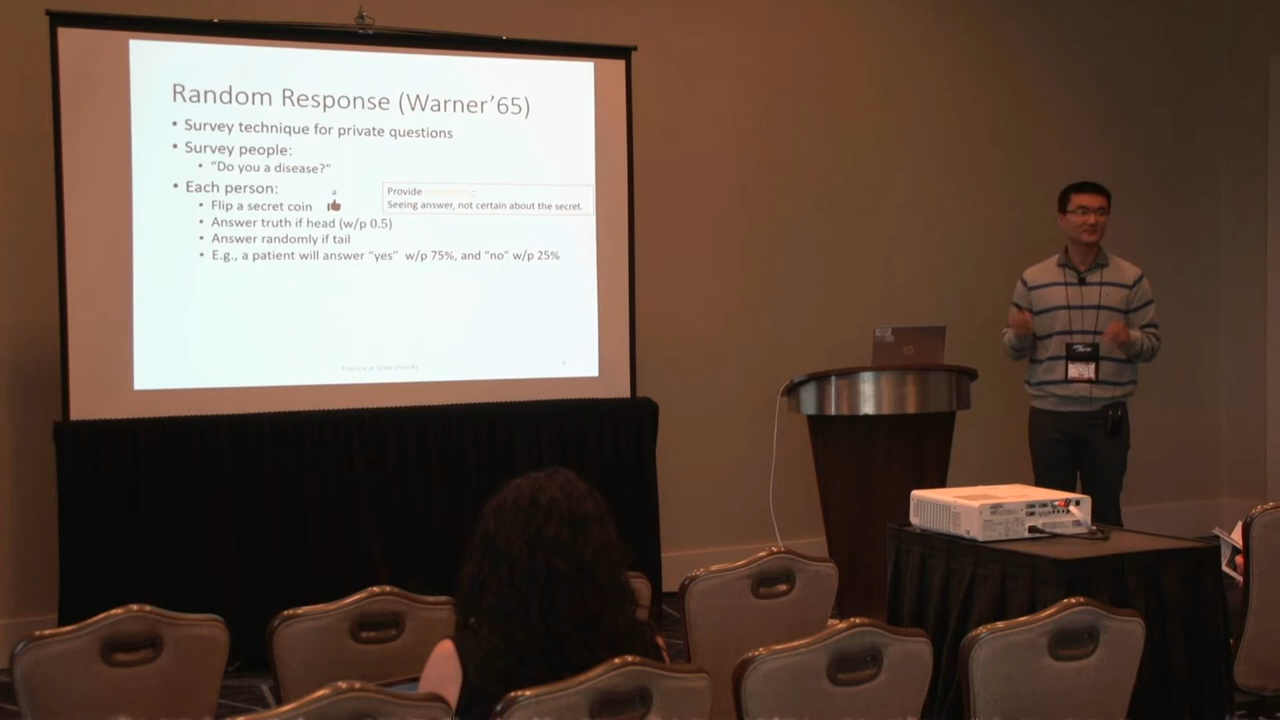 Random Response (Warner’65)
• Survey technique for private questions
• Survey people:
• “Do you a disease?”
• Each person:
• Flip a secret coin
• Answer truth if head (w/p 0.5)
• Answer randomly if tail
• E.g., a patient will answer “yes” w/p 75%, and “no” w/p 25%
Provide :
Seeing answer, not certain about the secret.